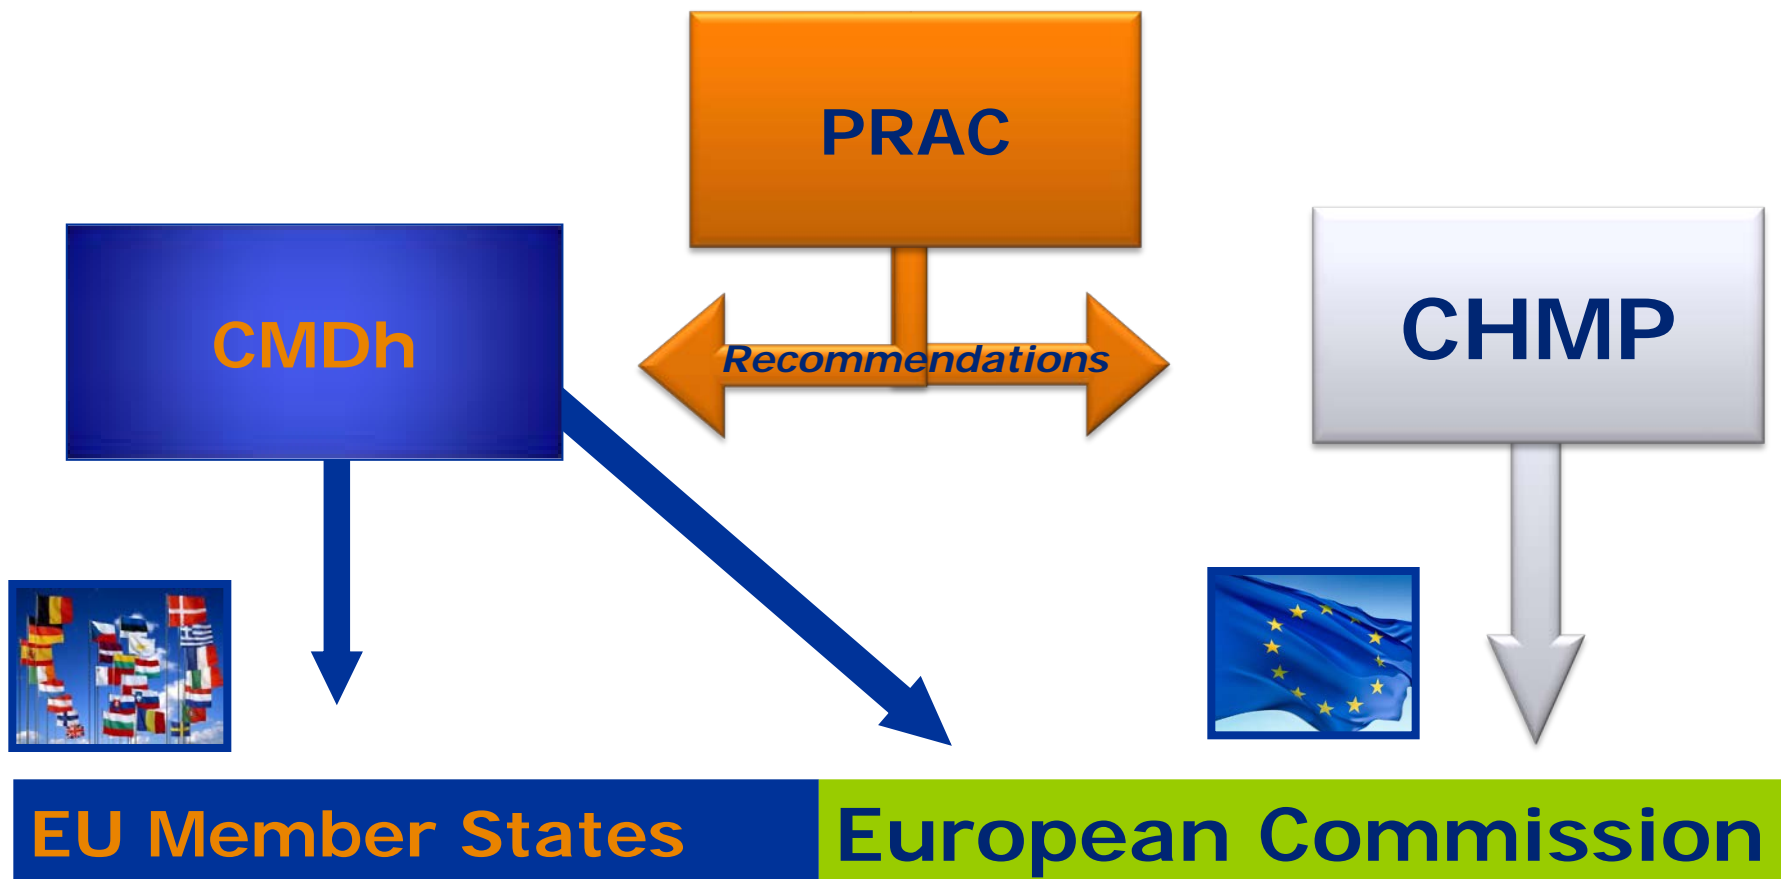 PRAC
CMDh
Recommendations
CHMP
EU Member States
European Commission